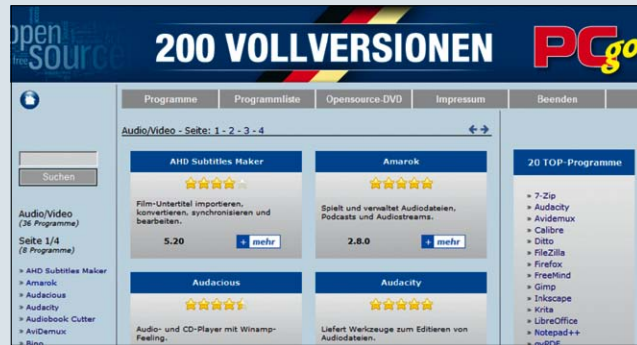 open
free source
200 VOLLVERSIONEN
PC go
Programme
Programmliste
Opensource-DVD
Impressum
Beenden
Audio/Video - Seite: 1 - 2 - 3 - 4
Suchen
Audio/Video
(36 Programme)
Seite 1/4
(8 Programme)
» AHD Subtitles Maker
» Amarok
» Audacious
» Audacity
» Audiobook Cutter
» AviDemux
» Bino
AHD Subtitles Maker
Film-Untertitel importieren,
konvertieren, synchronisieren und
bearbeiten.
5.20
+ mehr
Amarok
Spielt und verwaltet Audiodateien,
Podcasts und Audiostreams.
2.8.0
+ mehr
Audacious
Audio- und CD-Player mit Winamp-
Feeling.
Audacity
Liefert Werkzeuge zum Editieren von
Audiodateien.
20 TOP-Programme
» 7-Zip
» Audacity
» Avidemux
» Calibre
» Ditto
» FileZilla
» Firefox
» FreeMind
» Gimp
» Inkscape
» Krita
» LibreOffice
» Notepad++